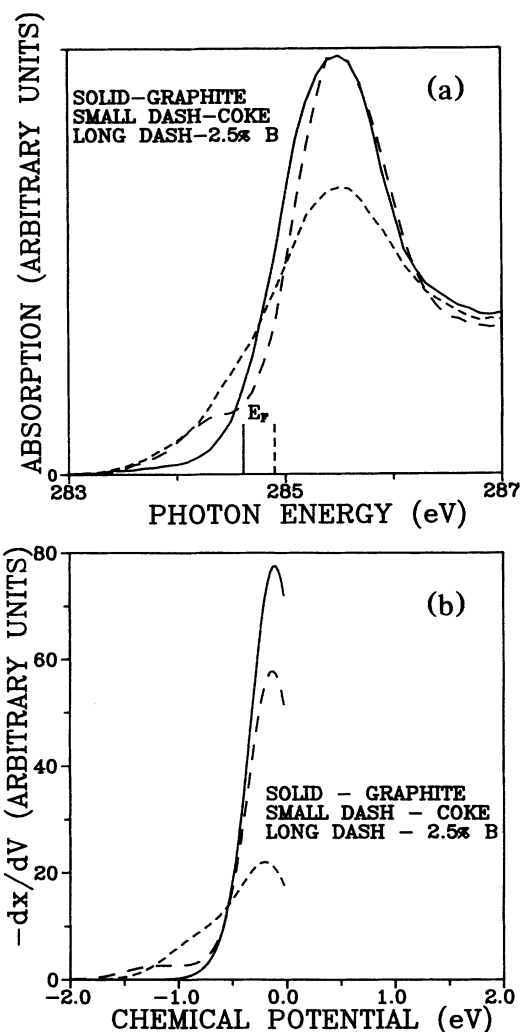 (a)
SOLID-GRAPHITE
SMALL DASH-COKE
LONG DASH-2.5% B
ABSORPTION (ARBITRARY UNITS)
E_F
0
283
285
287
PHOTON ENERGY (eV)
80
(b)
60
40
SOLID - GRAPHITE
SMALL DASH - COKE
LONG DASH - 2.5% B
20
0
-dx/dV (ARBITRARY UNITS)
-2.0
-1.0
0.0
1.0
2.0
CHEMICAL POTENTIAL (eV)